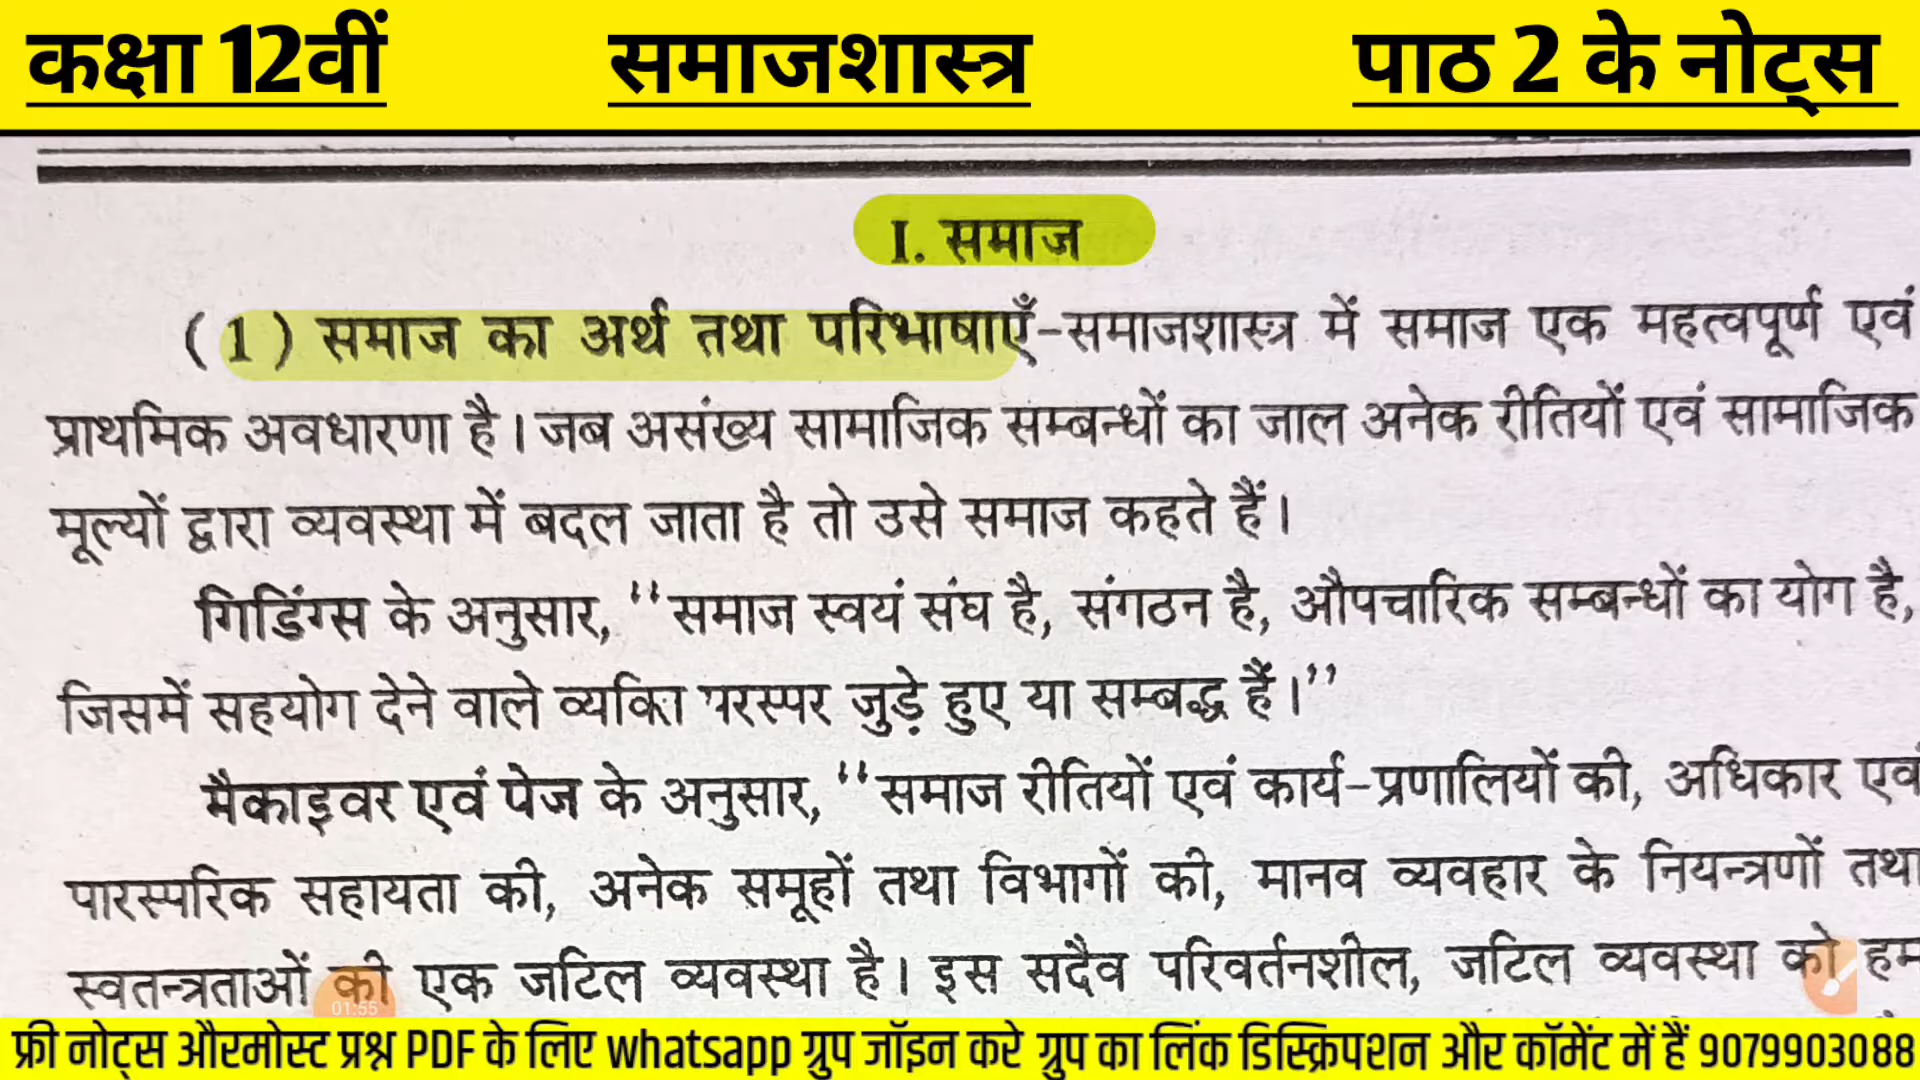 कक्षा 12वीं समाजशास्त्र पाठ 2 के नोट्स
I. समाज
(1) समाज का अर्थ तथा परिभाषाएँ-समाजशास्त्र में समाज एक महत्वपूर्ण एवं
प्राथमिक अवधारणा है। जब असंख्य सामाजिक सम्बन्धों का जाल अनेक रीतियों एवं सामाजिक
मूल्यों द्वारा व्यवस्था में बदल जाता है तो उसे समाज कहते हैं।
गिडिंग्स के अनुसार, "समाज स्वयं संघ है, संगठन है, औपचारिक सम्बन्धों का योग है,
जिसमें सहयोग देने वाले व्यक्ति परस्पर जुड़े हुए या सम्बद्ध हैं।"
मैकाइवर एवं पेज के अनुसार, "समाज रीतियों एवं कार्य-प्रणालियों की, अधिकार एवं
पारस्परिक सहायता की, अनेक समूहों तथा विभागों की, मानव व्यवहार के नियन्त्रणों तथा
स्वतन्त्रताओं की एक जटिल व्यवस्था है। इस सदैव परिवर्तनशील, जटिल व्यवस्था को हम
01:55
फ्री नोट्स औरमोस्ट प्रश्न PDF के लिए whatsapp ग्रुप जॉइन करे ग्रुप का लिंक डिस्क्रिपशन और कॉमेंट में हैं 9079903088